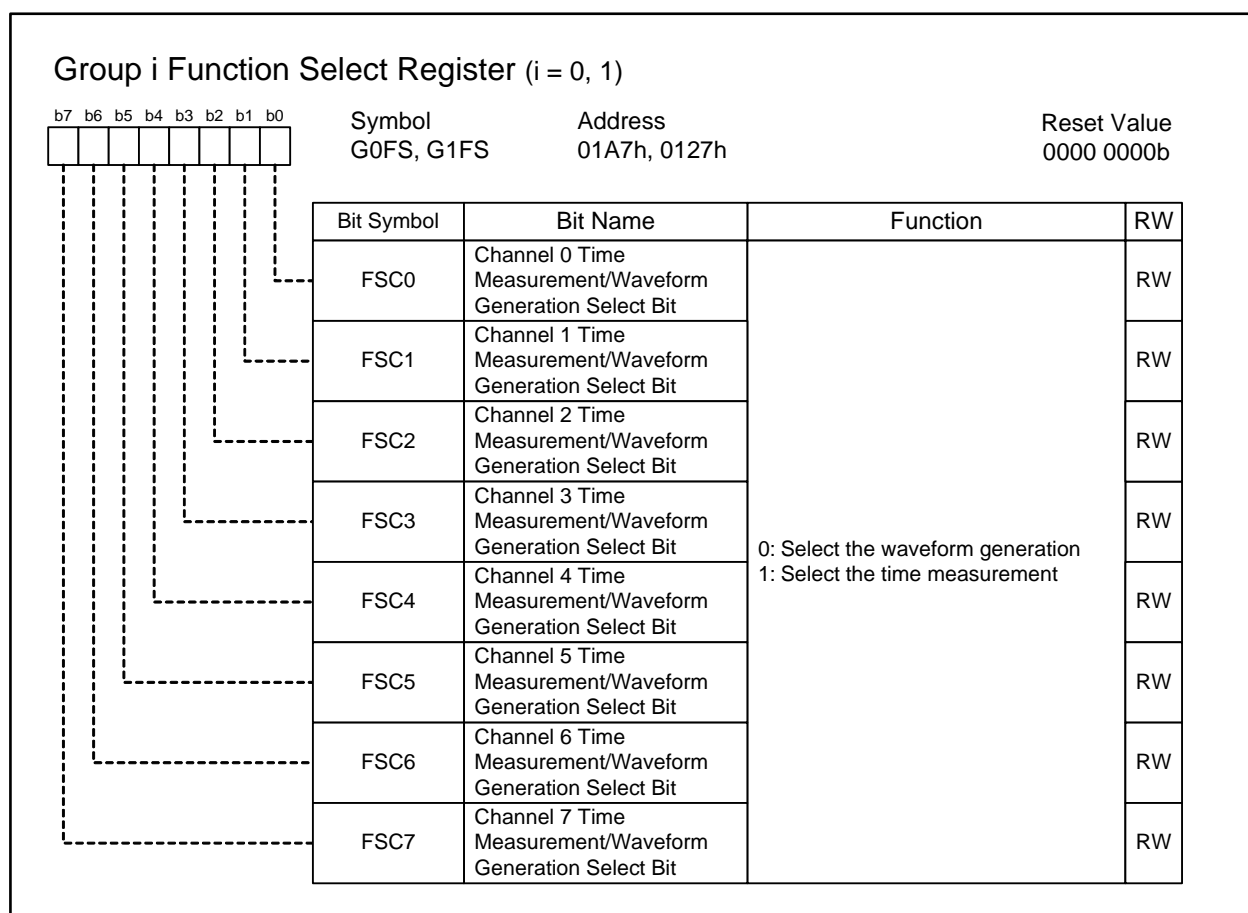 Group i Function Select Register (i = 0, 1)
b7 b6 b5 b4 b3 b2 b1 b0
Symbol Address Reset Value
G0FS, G1FS 01A7h, 0127h 0000 0000b
Bit Symbol Bit Name Function RW
FSC0 Channel 0 Time
Measurement/Waveform
Generation Select Bit
RW
FSC1 Channel 1 Time
Measurement/Waveform
Generation Select Bit
RW
FSC2 Channel 2 Time
Measurement/Waveform
Generation Select Bit
RW
FSC3 Channel 3 Time
Measurement/Waveform
Generation Select Bit
RW
FSC4 Channel 4 Time
Measurement/Waveform
Generation Select Bit
RW
FSC5 Channel 5 Time
Measurement/Waveform
Generation Select Bit
RW
FSC6 Channel 6 Time
Measurement/Waveform
Generation Select Bit
RW
FSC7 Channel 7 Time
Measurement/Waveform
Generation Select Bit
RW
0: Select the waveform generation
1: Select the time measurement